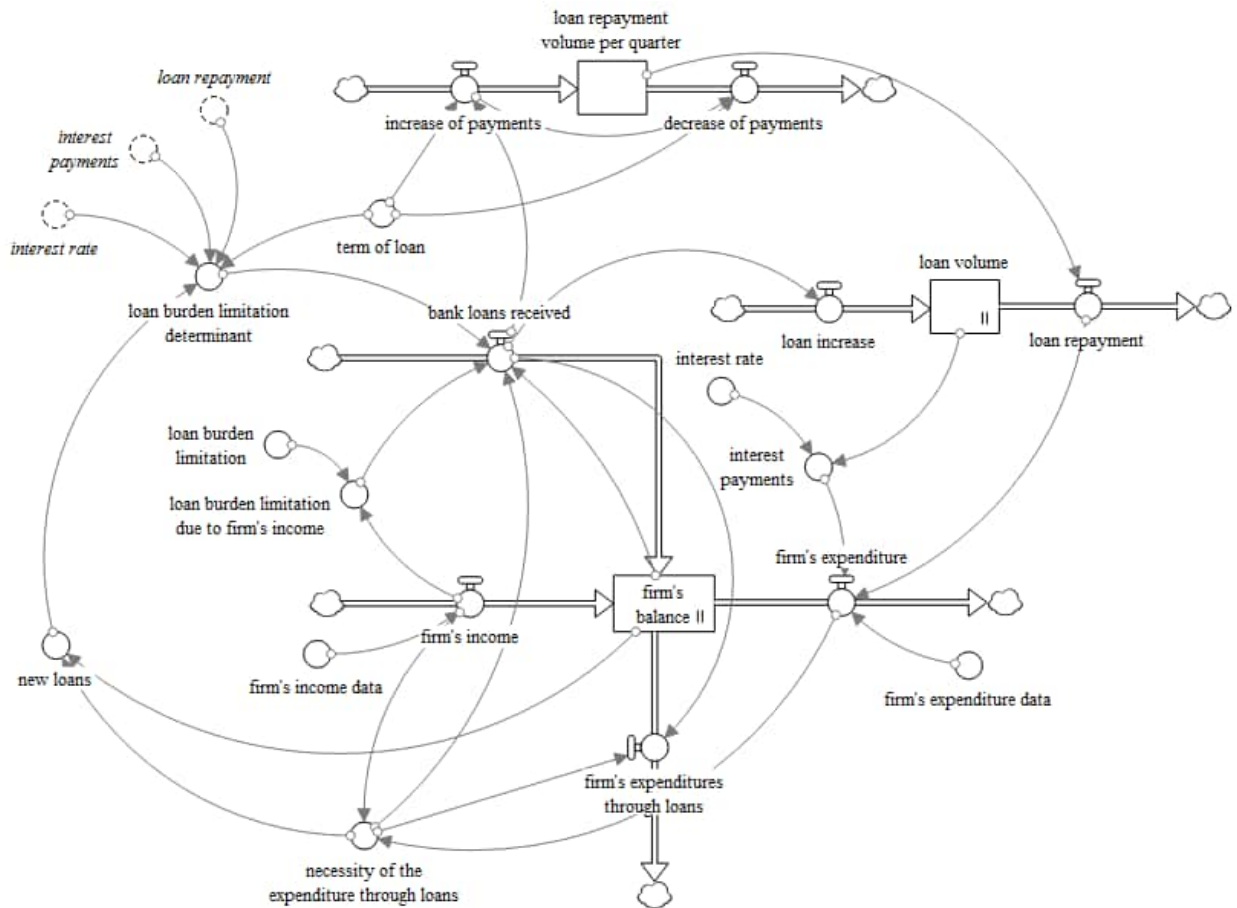 loan repayment
volume per quarter
loan repayment
increase of payments
decrease of payments
interest
payments
term of loan
interest rate
loan volume
loan burden limitation
determinant
bank loans received
loan increase
loan repayment
interest rate
loan burden
limitation
interest
payments
loan burden limitation
due to firm's income
firm's expenditure
firm's
balance
firm's income
new loans
firm's income data
firm's expenditure data
firm's expenditures
through loans
necessity of the
expenditure through loans